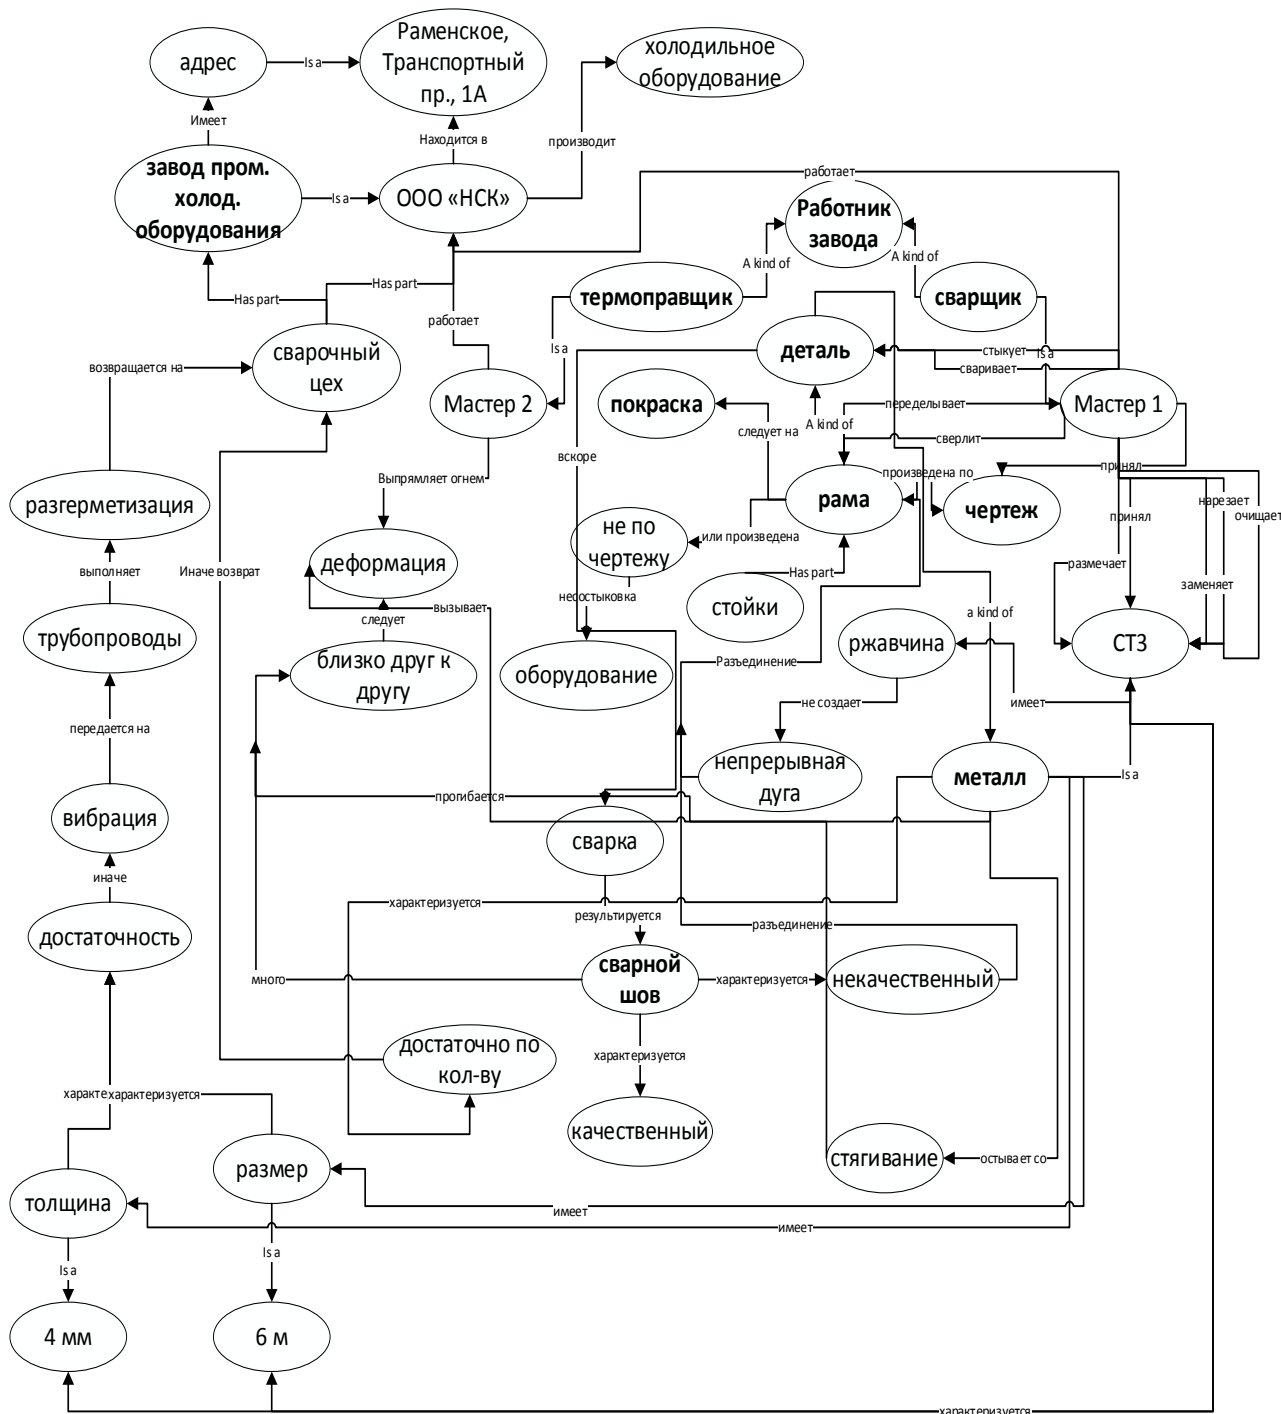 Раменское,
Транспортный
пр., 1А
холодильное
оборудование
адрес
Is a
Имеет
Находится в
производит
завод пром.
холод.
оборудования
Is a
ООО «НСК»
работает
Работник
завода
A kind of
A kind of
Has part
Has part
термоправщик
сварщик
работает
сварочный
цех
Is a
деталь
стыкует
Is a
сваривает
возвращается на
Мастер 2
покраска
переделывает
Мастер 1
следует на
A kind of
сверлит
вскоре
Выпрямляет огнем
произведена по
принял
разгерметизация
рама
чертеж
принял
нарезает
очищает
не по
чертежу
или произведена
деформация
выполняет
Иначе возврат
Has part
размечает
заменяет
несостыковка
стойки
вызывает
следует
a kind of
трубопроводы
ржавчина
СТ3
близко друг к
другу
оборудование
Разъединение
не создает
имеет
передается на
непрерывная
дуга
металл
Is a
прогибается
вибрация
сварка
иначе
характеризуется
результируется
разъединение
достаточность
сварной
шов
много
характеризуется
некачественный
достаточно по
кол-ву
характеризуется
характе
характеризуется
качественный
размер
стягивание
остывает со
толщина
имеет
имеет
Is a
Is a
4 мм
6 м
характеризуется